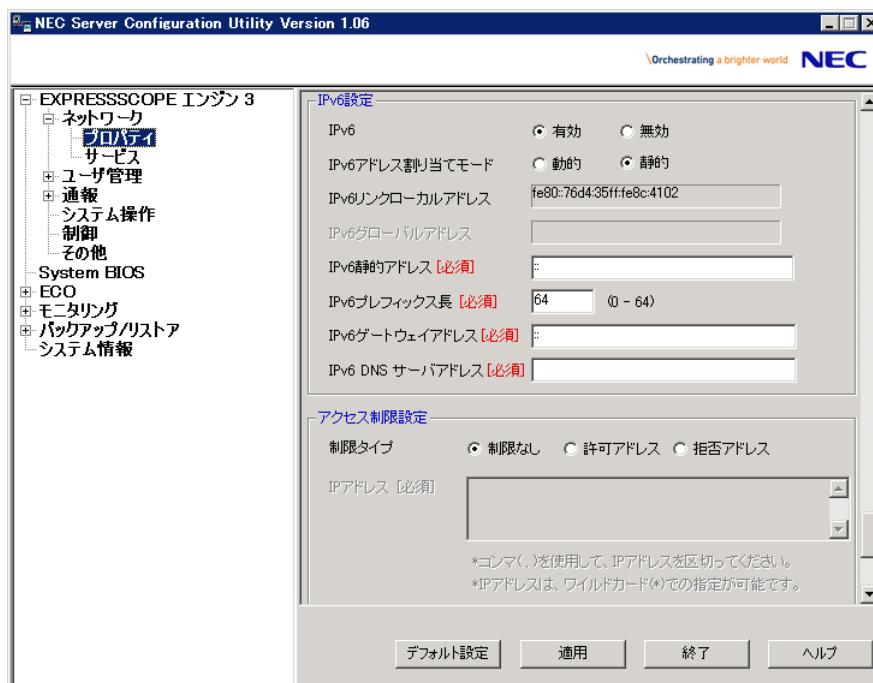 NEC Server Configuration Utility Version 1.06
\Orchestrating a brighter world NEC
EXPRESSSCOPE エンジン 3
ネットワーク
プロパティ
サービス
ユーザ管理
通報
システム操作
制御
その他
System BIOS
ECO
モニタリング
バックアップ/リストア
システム情報
IPv6設定
IPv6 有効 無効
IPv6アドレス割り当てモード 動的 静的
IPv6リンクローカルアドレス fe80::76d4:35ff:fe8c:4102
IPv6グローバルアドレス
IPv6静的アドレス [必須] ::
IPv6プレフィックス長 [必須] 64 (0 - 64)
IPv6ゲートウェイアドレス[必須] ::
IPv6 DNS サーバアドレス[必須]
アクセス制限設定
制限タイプ 制限なし 許可アドレス 拒否アドレス
IPアドレス [必須]
*コンマ(,)を使用して、IPアドレスを区切ってください。
*IPアドレスは、ワイルドカード(*)での指定が可能です。
デフォルト設定 適用 終了 ヘルプ